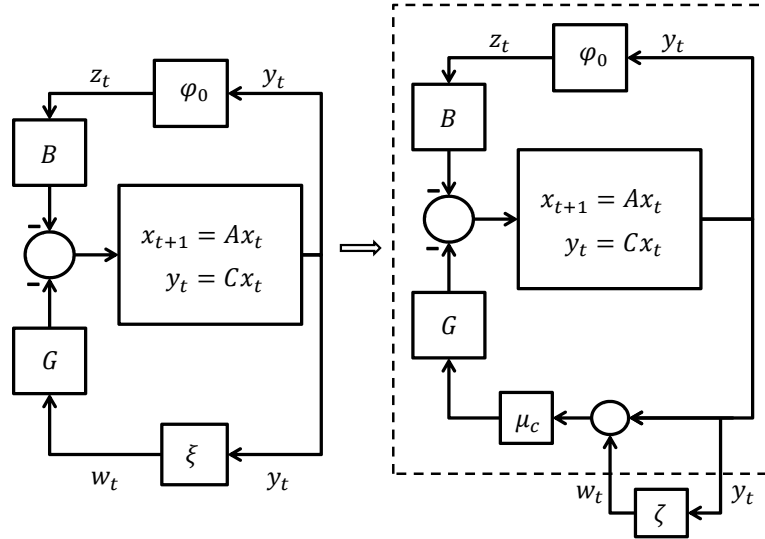 z_t
φ_0
y_t
B
-
x_{t+1} = Ax_t
y_t = Cx_t
-
G
ξ
w_t
y_t
z_t
φ_0
y_t
B
-
x_{t+1} = Ax_t
y_t = Cx_t
-
G
μ_c
w_t
y_t
ζ